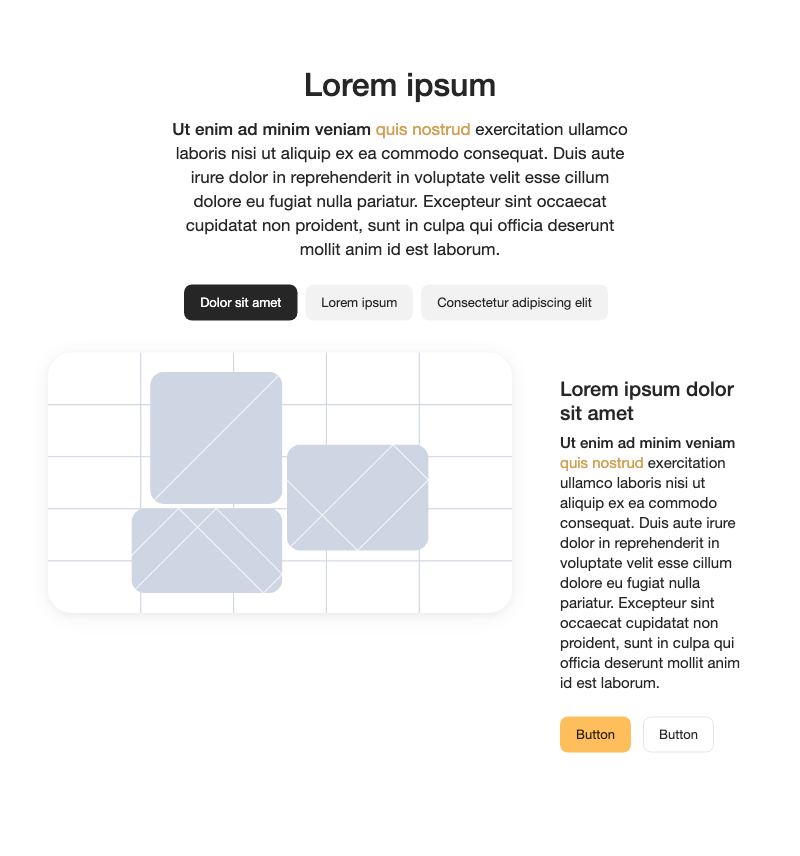 Lorem ipsum
Ut enim ad minim veniam quis nostrud exercitation ullamco
laboris nisi ut aliquip ex ea commodo consequat. Duis aute
irure dolor in reprehenderit in voluptate velit esse cillum
dolore eu fugiat nulla pariatur. Excepteur sint occaecat
cupidatat non proident, sunt in culpa qui officia deserunt
mollit anim id est laborum.
Dolor sit amet
Lorem ipsum
Consectetur adipiscing elit
Lorem ipsum dolor
sit amet
Ut enim ad minim veniam
quis nostrud exercitation
ullamco laboris nisi ut
aliquip ex ea commodo
consequat. Duis aute irure
dolor in reprehenderit in
voluptate velit esse cillum
dolore eu fugiat nulla
pariatur. Excepteur sint
occaecat cupidatat non
proident, sunt in culpa qui
officia deserunt mollit anim
id est laborum.
Button
Button